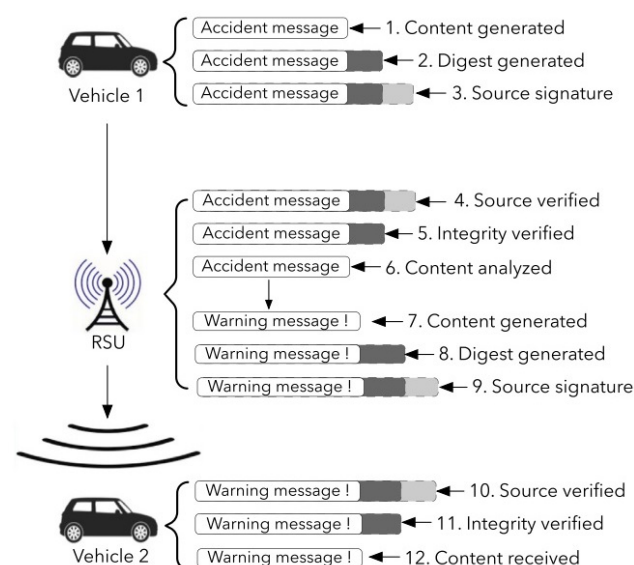 Accident message 1. Content generated
Accident message 2. Digest generated
Vehicle 1
Accident message 3. Source signature
Accident message 4. Source verified
Accident message 5. Integrity verified
Accident message 6. Content analyzed
Warning message ! 7. Content generated
RSU
Warning message ! 8. Digest generated
Warning message ! 9. Source signature
Warning message ! 10. Source verified
Warning message ! 11. Integrity verified
Vehicle 2
Warning message ! 12. Content received